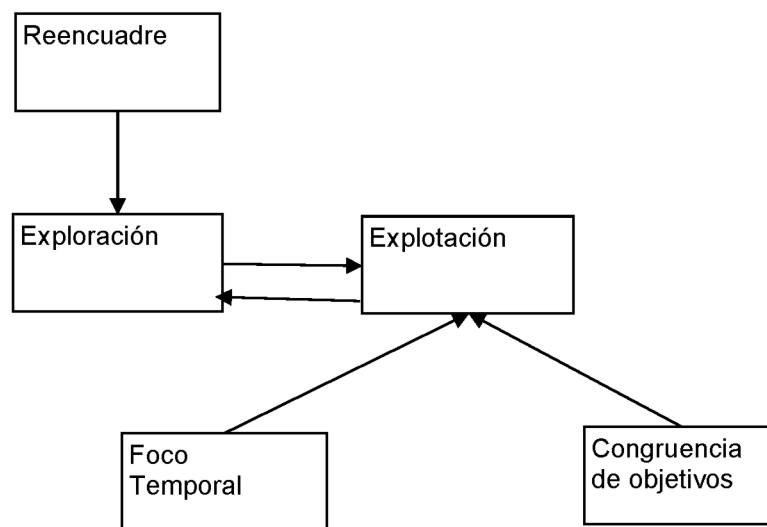 Reencuadre
Exploración
Explotación
Foco
Temporal
Congruencia
de objetivos